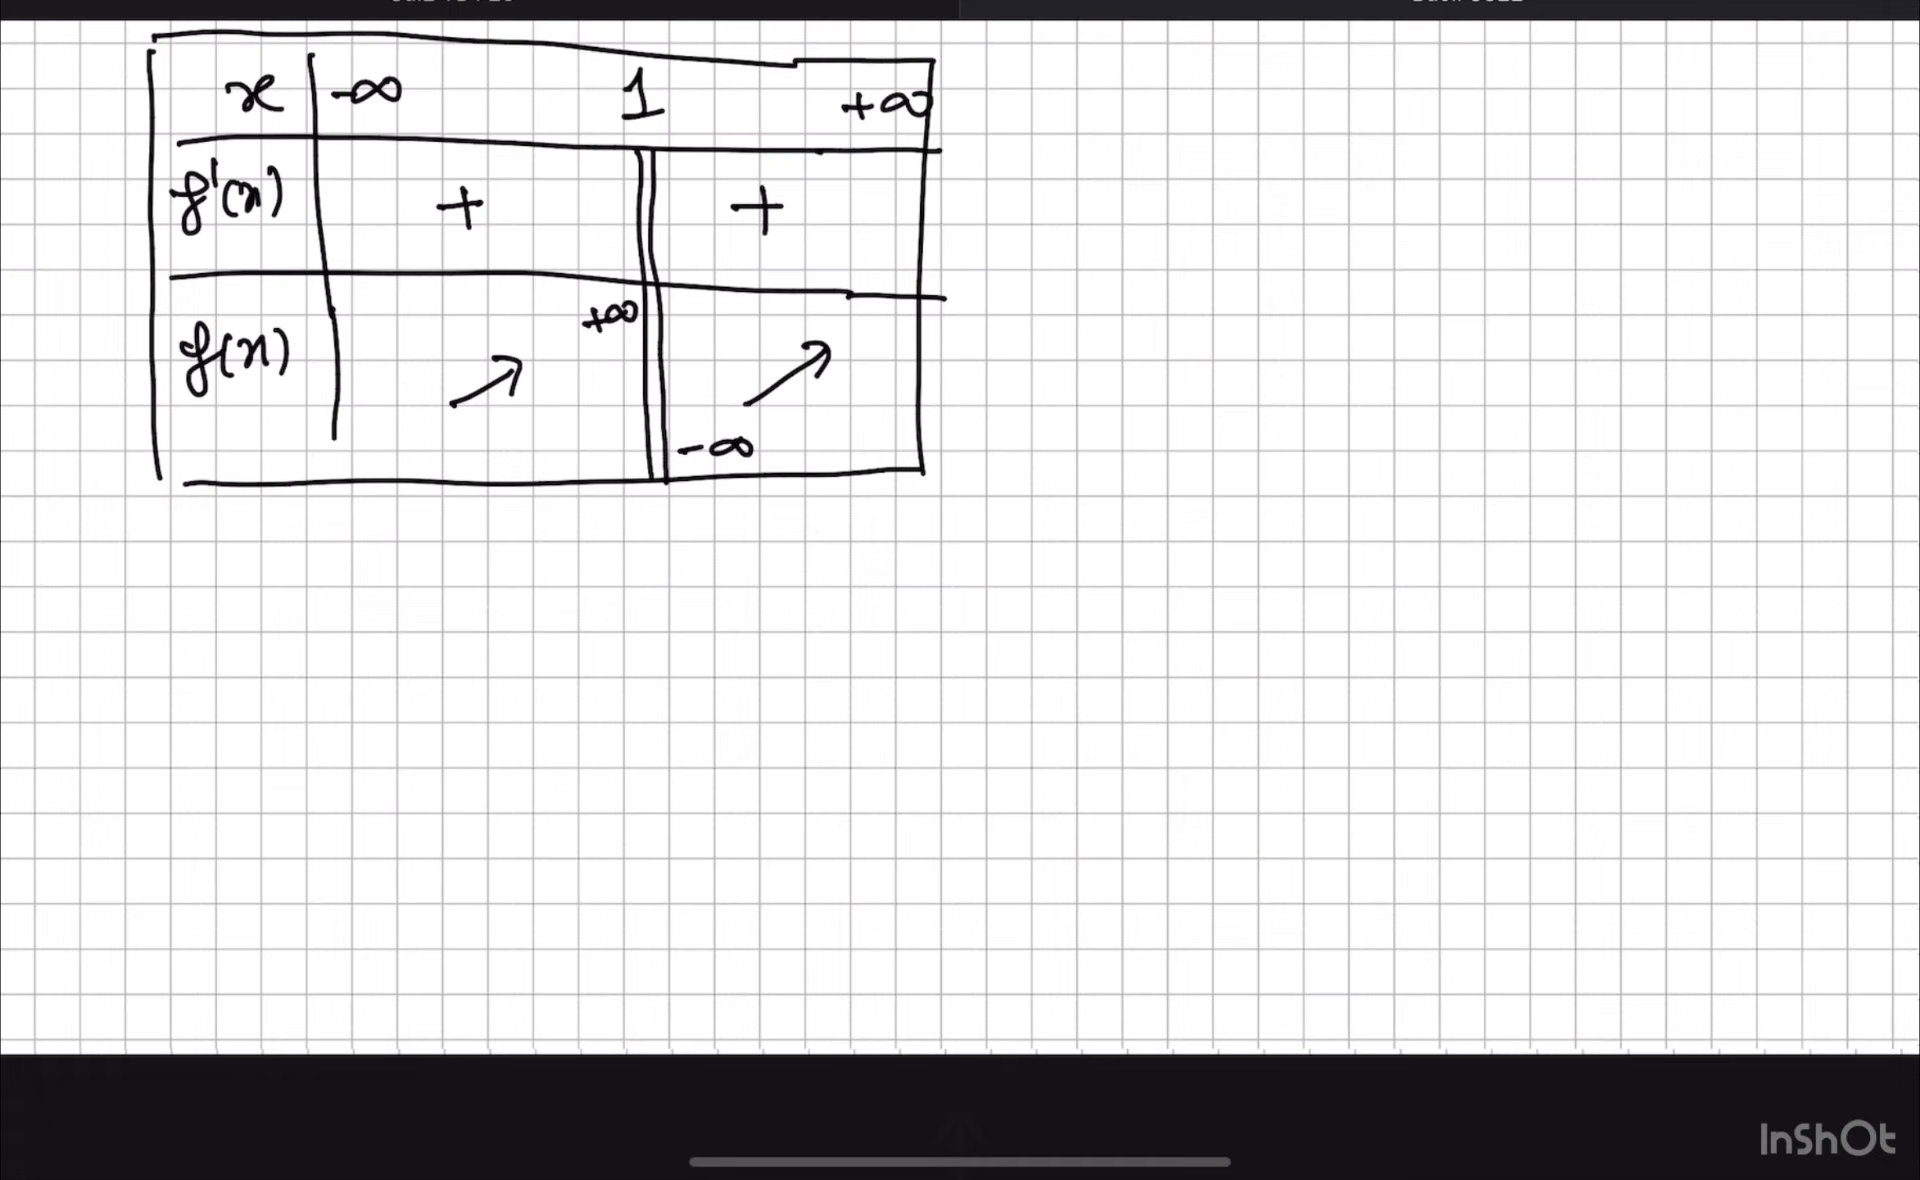 x -∞ 1 +∞
f'(x) + +
+∞
f(x) ↗ ↗
-∞
InShOt